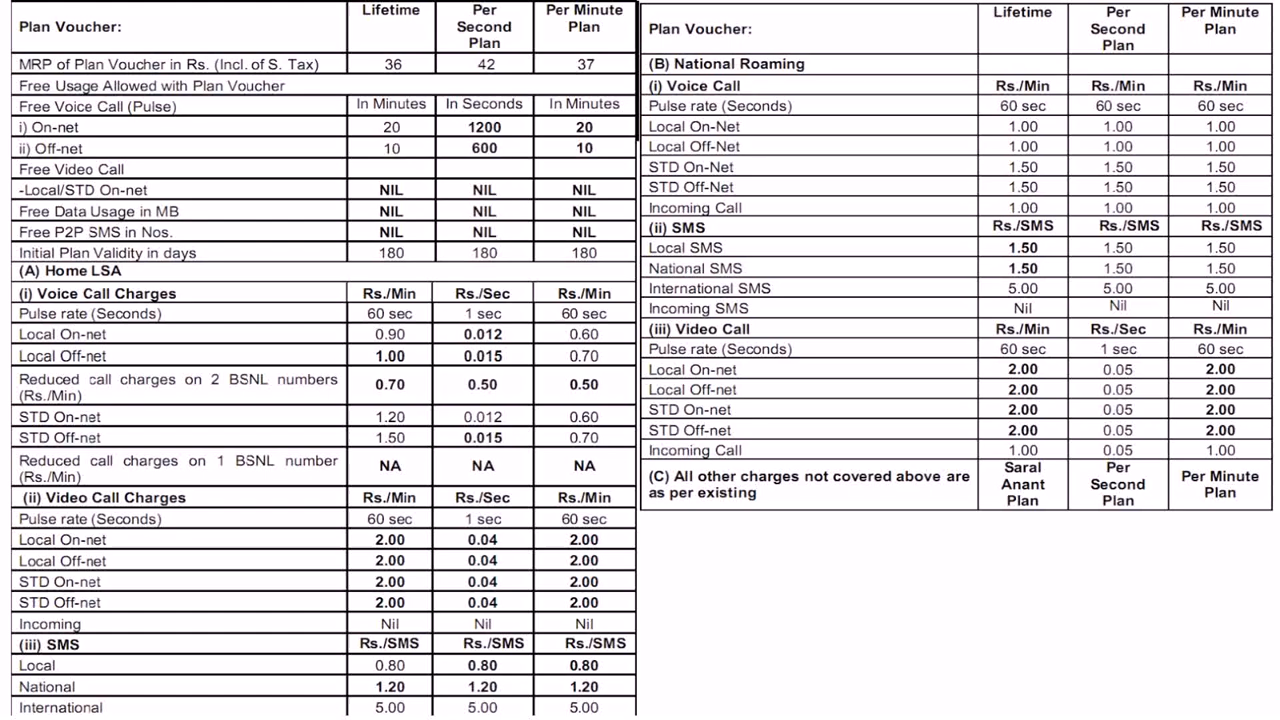 Plan Voucher: Lifetime Per Second Plan Per Minute Plan
MRP of Plan Voucher in Rs. (Incl. of S. Tax) 36 42 37
Free Usage Allowed with Plan Voucher
Free Voice Call (Pulse) In Minutes In Seconds In Minutes
i) On-net 20 1200 20
ii) Off-net 10 600 10
Free Video Call
-Local/STD On-net NIL NIL NIL
Free Data Usage in MB NIL NIL NIL
Free P2P SMS in Nos. NIL NIL NIL
Initial Plan Validity in days 180 180 180
(A) Home LSA
(i) Voice Call Charges Rs./Min Rs./Sec Rs./Min
Pulse rate (Seconds) 60 sec 1 sec 60 sec
Local On-net 0.90 0.012 0.60
Local Off-net 1.00 0.015 0.70
Reduced call charges on 2 BSNL numbers (Rs./Min) 0.70 0.50 0.50
STD On-net 1.20 0.012 0.60
STD Off-net 1.50 0.015 0.70
Reduced call charges on 1 BSNL number (Rs./Min) NA NA NA
(ii) Video Call Charges Rs./Min Rs./Sec Rs./Min
Pulse rate (Seconds) 60 sec 1 sec 60 sec
Local On-net 2.00 0.04 2.00
Local Off-net 2.00 0.04 2.00
STD On-net 2.00 0.04 2.00
STD Off-net 2.00 0.04 2.00
Incoming Nil Nil Nil
(iii) SMS Rs./SMS Rs./SMS Rs./SMS
Local 0.80 0.80 0.80
National 1.20 1.20 1.20
International 5.00 5.00 5.00
Plan Voucher: Lifetime Per Second Plan Per Minute Plan
(B) National Roaming
(i) Voice Call Rs./Min Rs./Min Rs./Min
Pulse rate (Seconds) 60 sec 60 sec 60 sec
Local On-Net 1.00 1.00 1.00
Local Off-Net 1.00 1.00 1.00
STD On-Net 1.50 1.50 1.50
STD Off-Net 1.50 1.50 1.50
Incoming Call 1.00 1.00 1.00
(ii) SMS Rs./SMS Rs./SMS Rs./SMS
Local SMS 1.50 1.50 1.50
National SMS 1.50 1.50 1.50
International SMS 5.00 5.00 5.00
Incoming SMS Nil Nil Nil
(iii) Video Call Rs./Min Rs./Sec Rs./Min
Pulse rate (Seconds) 60 sec 1 sec 60 sec
Local On-net 2.00 0.05 2.00
Local Off-net 2.00 0.05 2.00
STD On-net 2.00 0.05 2.00
STD Off-net 2.00 0.05 2.00
Incoming Call 1.00 0.05 1.00
(C) All other charges not covered above are as per existing Saral Anant Plan Per Second Plan Per Minute Plan